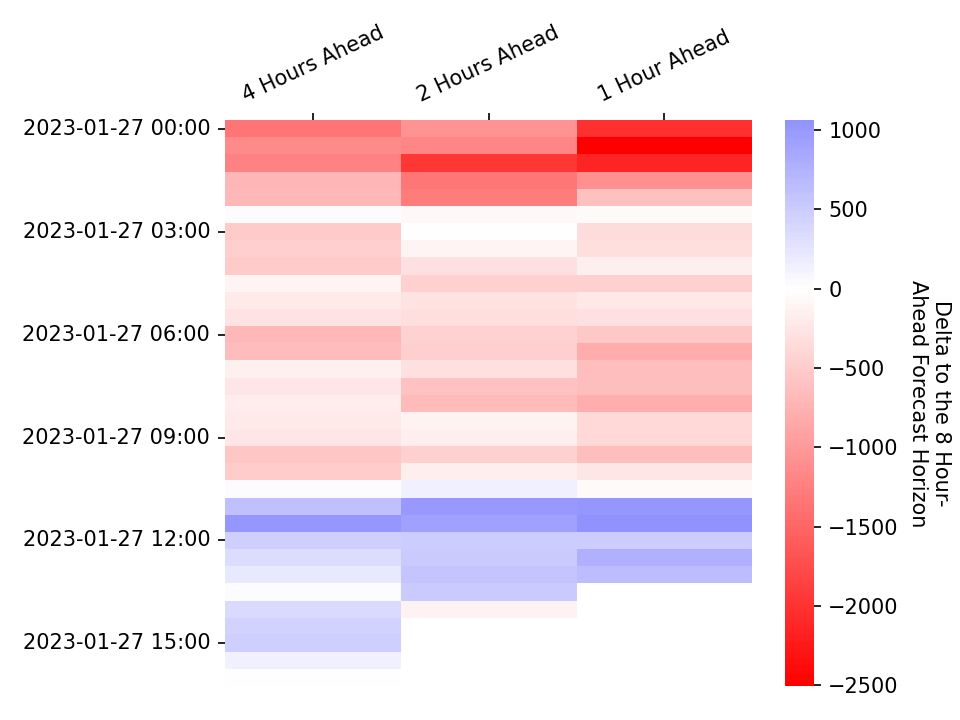 4 Hours Ahead
2 Hours Ahead
1 Hour Ahead
2023-01-27 00:00
2023-01-27 03:00
2023-01-27 06:00
2023-01-27 09:00
2023-01-27 12:00
2023-01-27 15:00
1000
500
0
−500
−1000
−1500
−2000
−2500
Delta to the 8 Hour-
Ahead Forecast Horizon